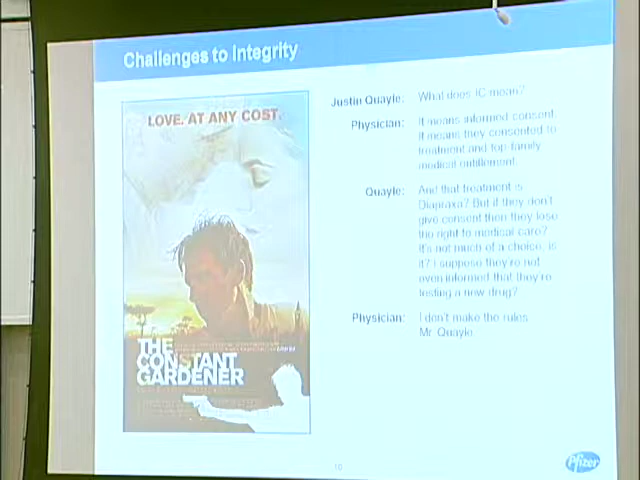 Challenges to Integrity
LOVE. AT ANY COST.
THE
CONSTANT
GARDENER
Justin Quayle: What does IC mean?
Physician: It means informed consent.
It means they consented to
treatment and top family
medical entitlement.
Quayle: And that treatment is
Dypraxa? But if they don't
give consent then they lose
the right to medical care?
It's not much of a choice, is
it? I suppose they're not
even informed that they're
testing a new drug?
Physician: I don't make the rules
Mr Quayle.
10
Pfizer